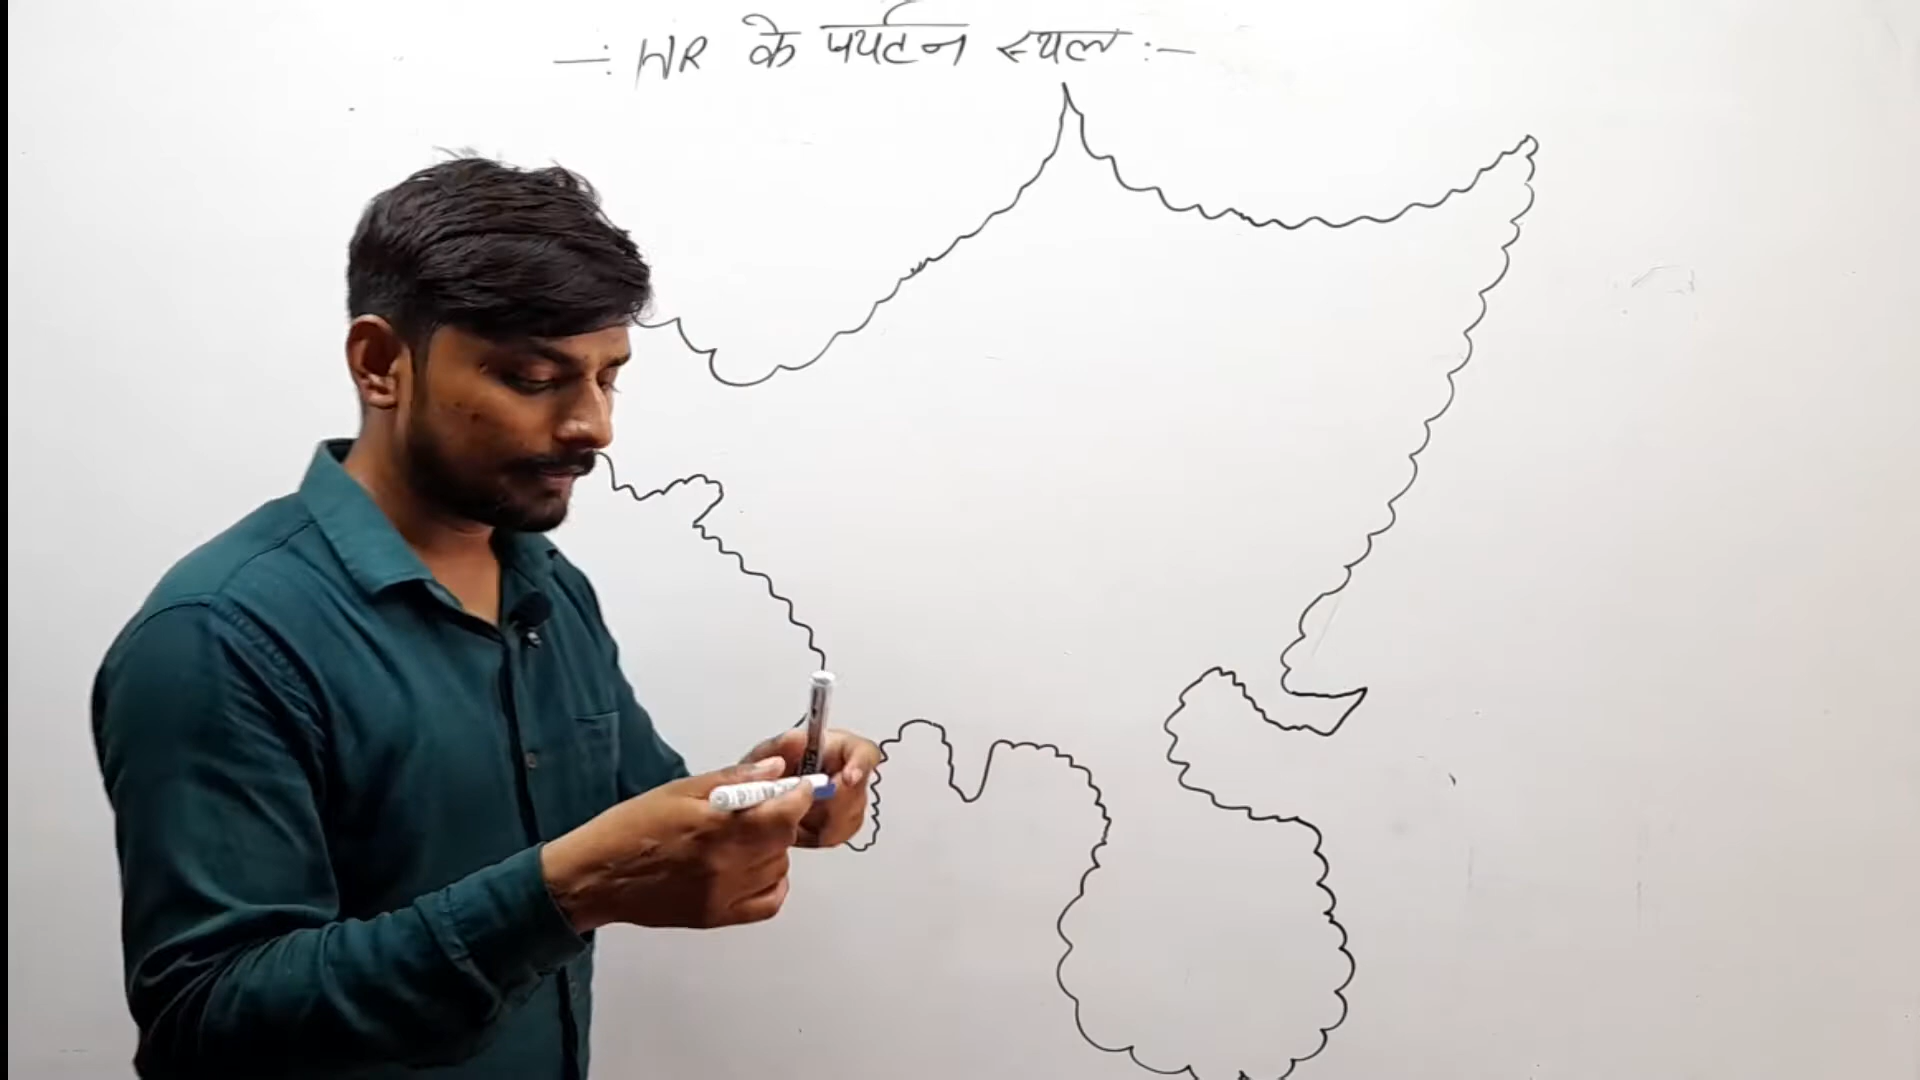 —: HR के पर्यटन स्थल :—